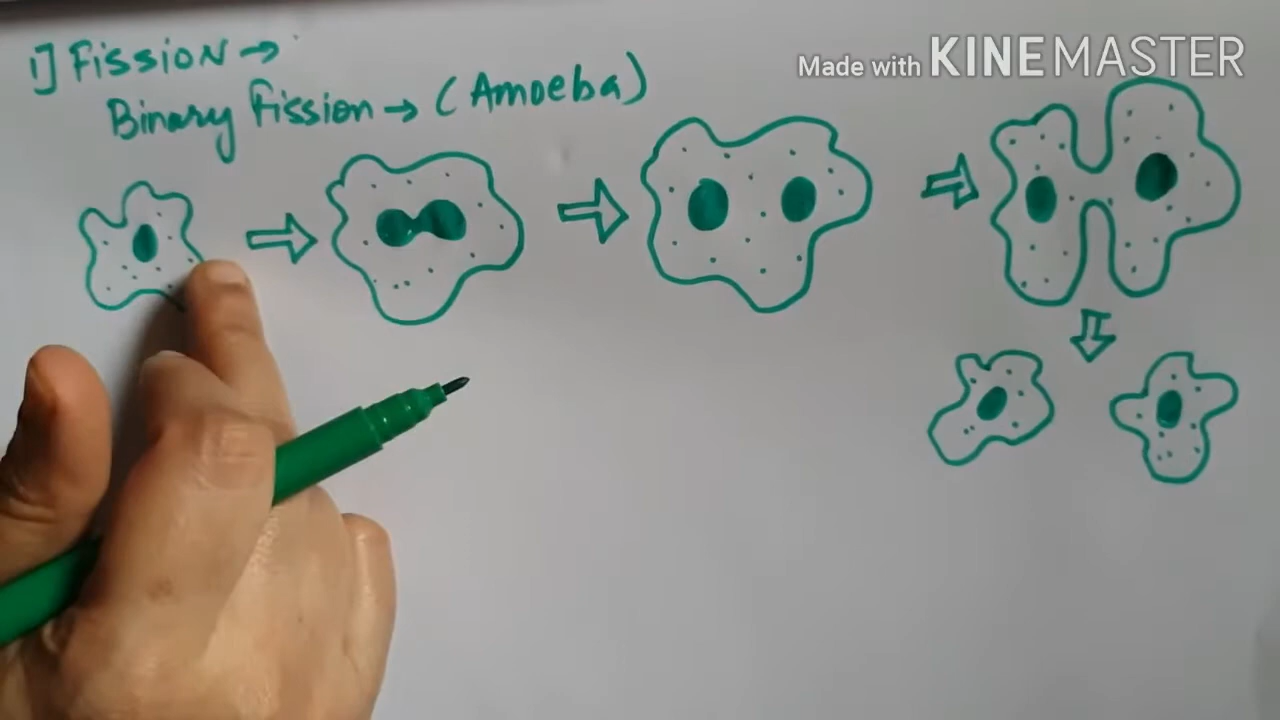 1] Fission →
Binary Fission → (Amoeba)
Made with KINEMASTER